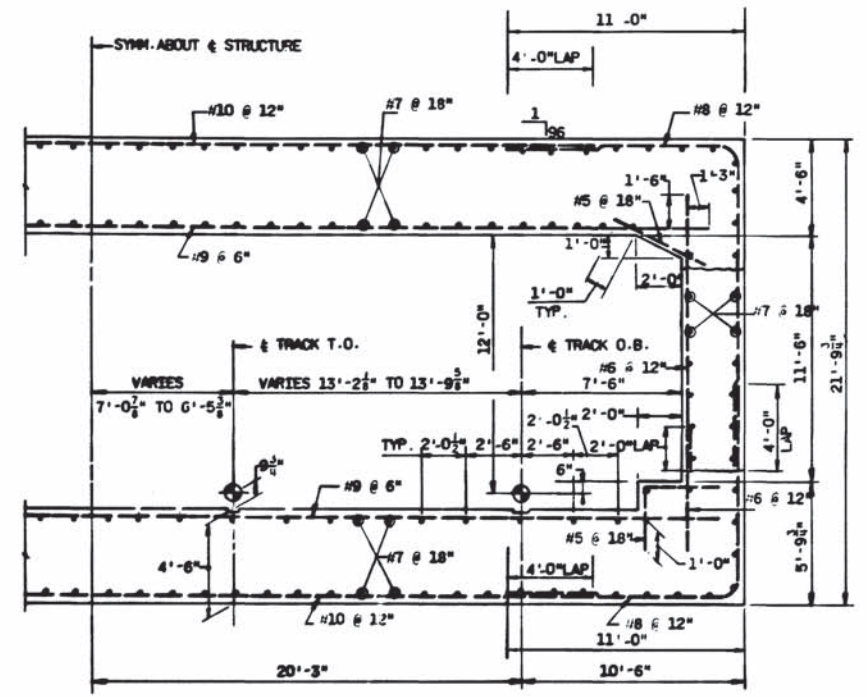 11 -0"
SYMM. ABOUT ℄ STRUCTURE
4'-0" LAP
#10 @ 12"
#7 @ 18"
1
96
#8 @ 12"
1'-3"
1'-6"
4'-6"
#5 @ 18"
#9 @ 6"
1'-0"
2'-0"
1'-0"
TYP.
#7 @ 18"
12'-0"
11'-6"
21'-9 3/4"
℄ TRACK T.O.
℄ TRACK O.B.
#6 @ 12"
VARIES
7'-0 7/8" TO 6'-5 3/8"
VARIES 13'-2 1/8" TO 13'-9 5/8"
7'-6"
2'-0 1/2"
2'-0"
4'-0"
LAP
TYP. 2'-0 1/2" 2'-6" 2'-6" 2'-0" LAP
9 3/4"
6"
#9 @ 6"
#6 @ 12"
#5 @ 18"
1'-0"
5'-9 3/4"
4'-6"
#7 @ 18"
4'-0" LAP
#10 @ 12"
#8 @ 12"
11'-0"
20'-3"
10'-6"